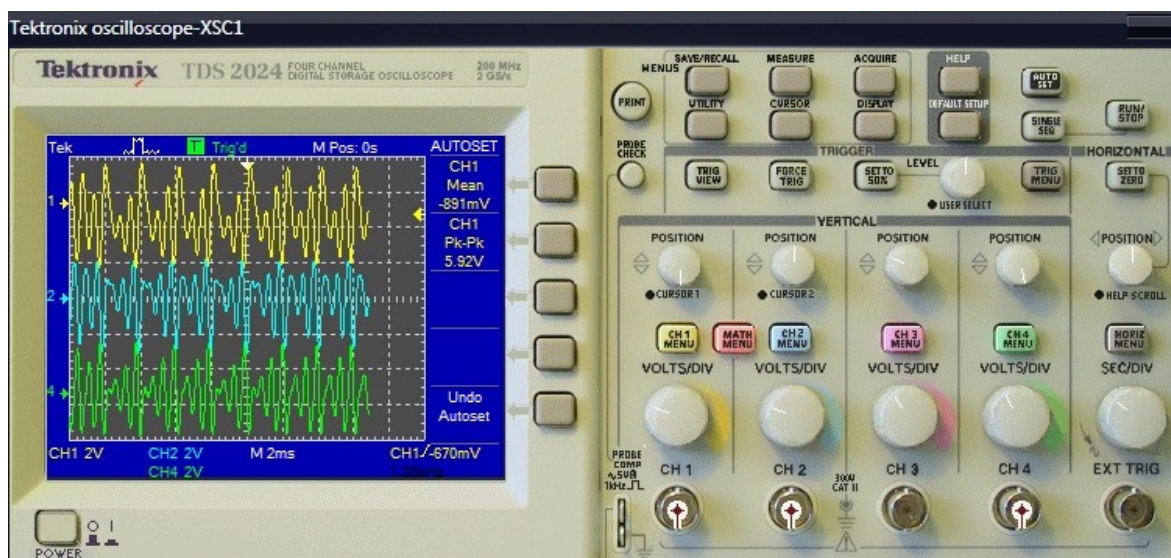 Tektronix oscilloscope-XSC1
Tektronix TDS 2024 FOUR CHANNEL DIGITAL STORAGE OSCILLOSCOPE 200 MHz 2 GS/s
Tek T Trig'd M Pos: 0s AUTOSET
CH1
Mean
-891mV
CH1
Pk-Pk
5.92V
1
2
4
Undo
Autoset
CH1 2V CH2 2V M 2ms CH1 -670mV
CH4 2V
POWER
MENUS
SAVE/RECALL MEASURE ACQUIRE
UTILITY CURSOR DISPLAY
HELP
DEFAULT SETUP
AUTO SET
SINGLE SEQ
RUN/ STOP
PRINT
PROBE CHECK
TRIGGER
TRIG VIEW
FORCE TRIG
SET TO 50%
LEVEL
USER SELECT
TRIG MENU
HORIZONTAL
SET TO ZERO
VERTICAL
POSITION POSITION POSITION POSITION POSITION
CURSOR 1 CURSOR 2 HELP SCROLL
CH 1 MENU
MATH MENU
CH 2 MENU
CH 3 MENU
CH 4 MENU
HORIZ MENU
VOLTS/DIV VOLTS/DIV VOLTS/DIV VOLTS/DIV SEC/DIV
PROBE COMP
~5V@
1kHz
CH 1 CH 2 CH 3 CH 4 EXT TRIG
300V
CAT II